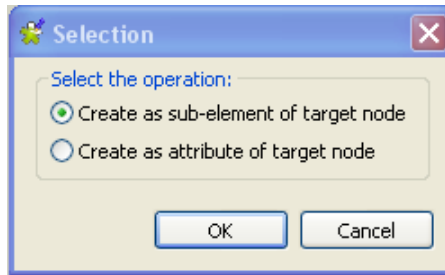 Selection
Select the operation:
Create as sub-element of target node
Create as attribute of target node
OK
Cancel